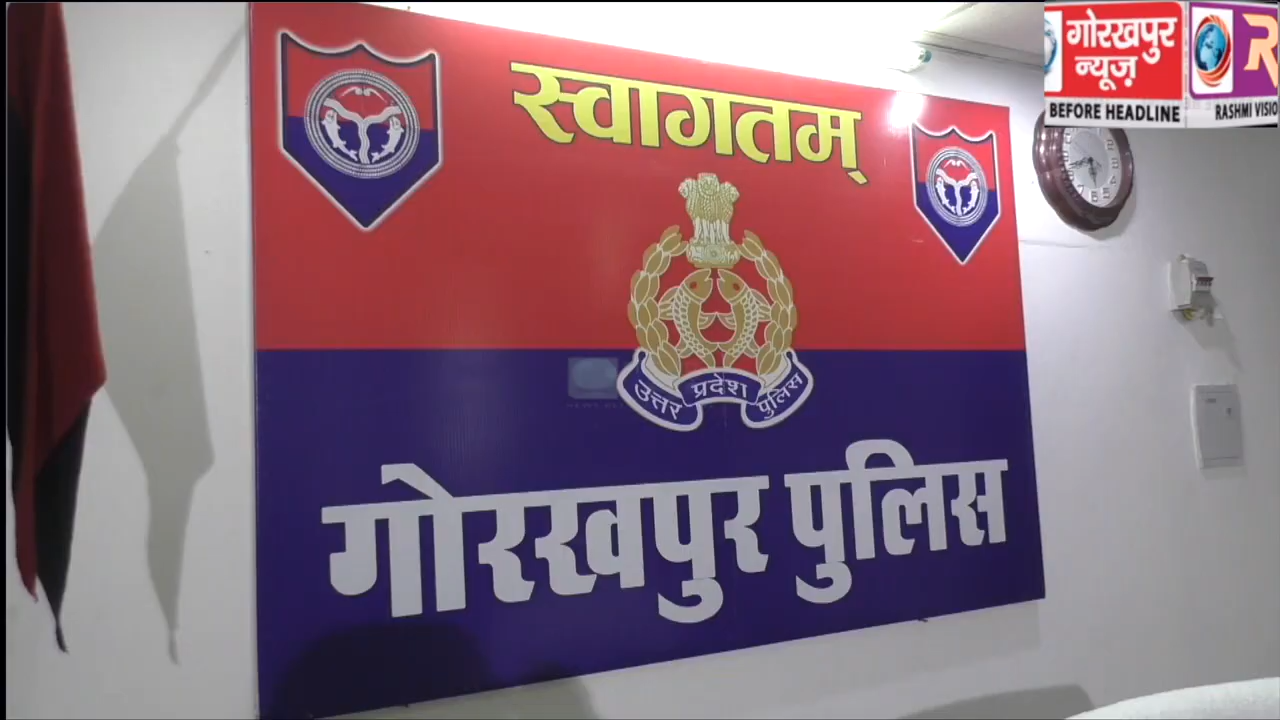 स्वागतम्
उत्तर प्रदेश पुलिस
गोरखपुर पुलिस
गोरखपुर
न्यूज़
BEFORE HEADLINE
R
RASHMI VISIO